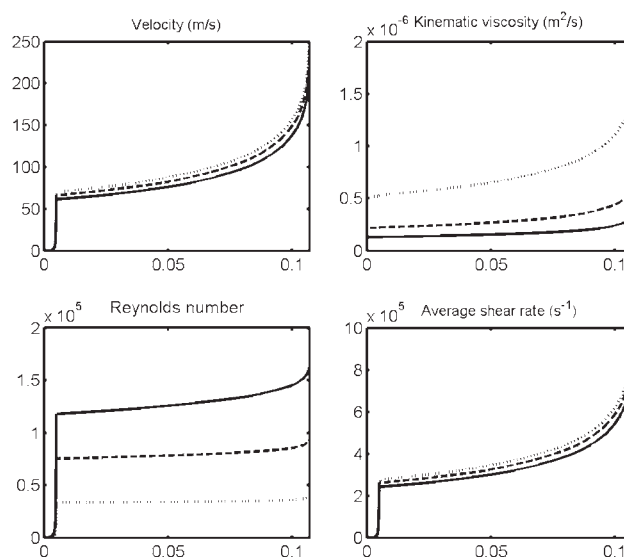 Velocity (m/s)
250
200
150
100
50
0
0 0.05 0.1
x 10⁻⁶ Kinematic viscosity (m²/s)
2
1.5
1
0.5
0
0 0.05 0.1
x 10⁵ Reynolds number
2
1.5
1
0.5
0
0 0.05 0.1
x 10⁵ Average shear rate (s⁻¹)
10
8
6
4
2
0
0 0.05 0.1